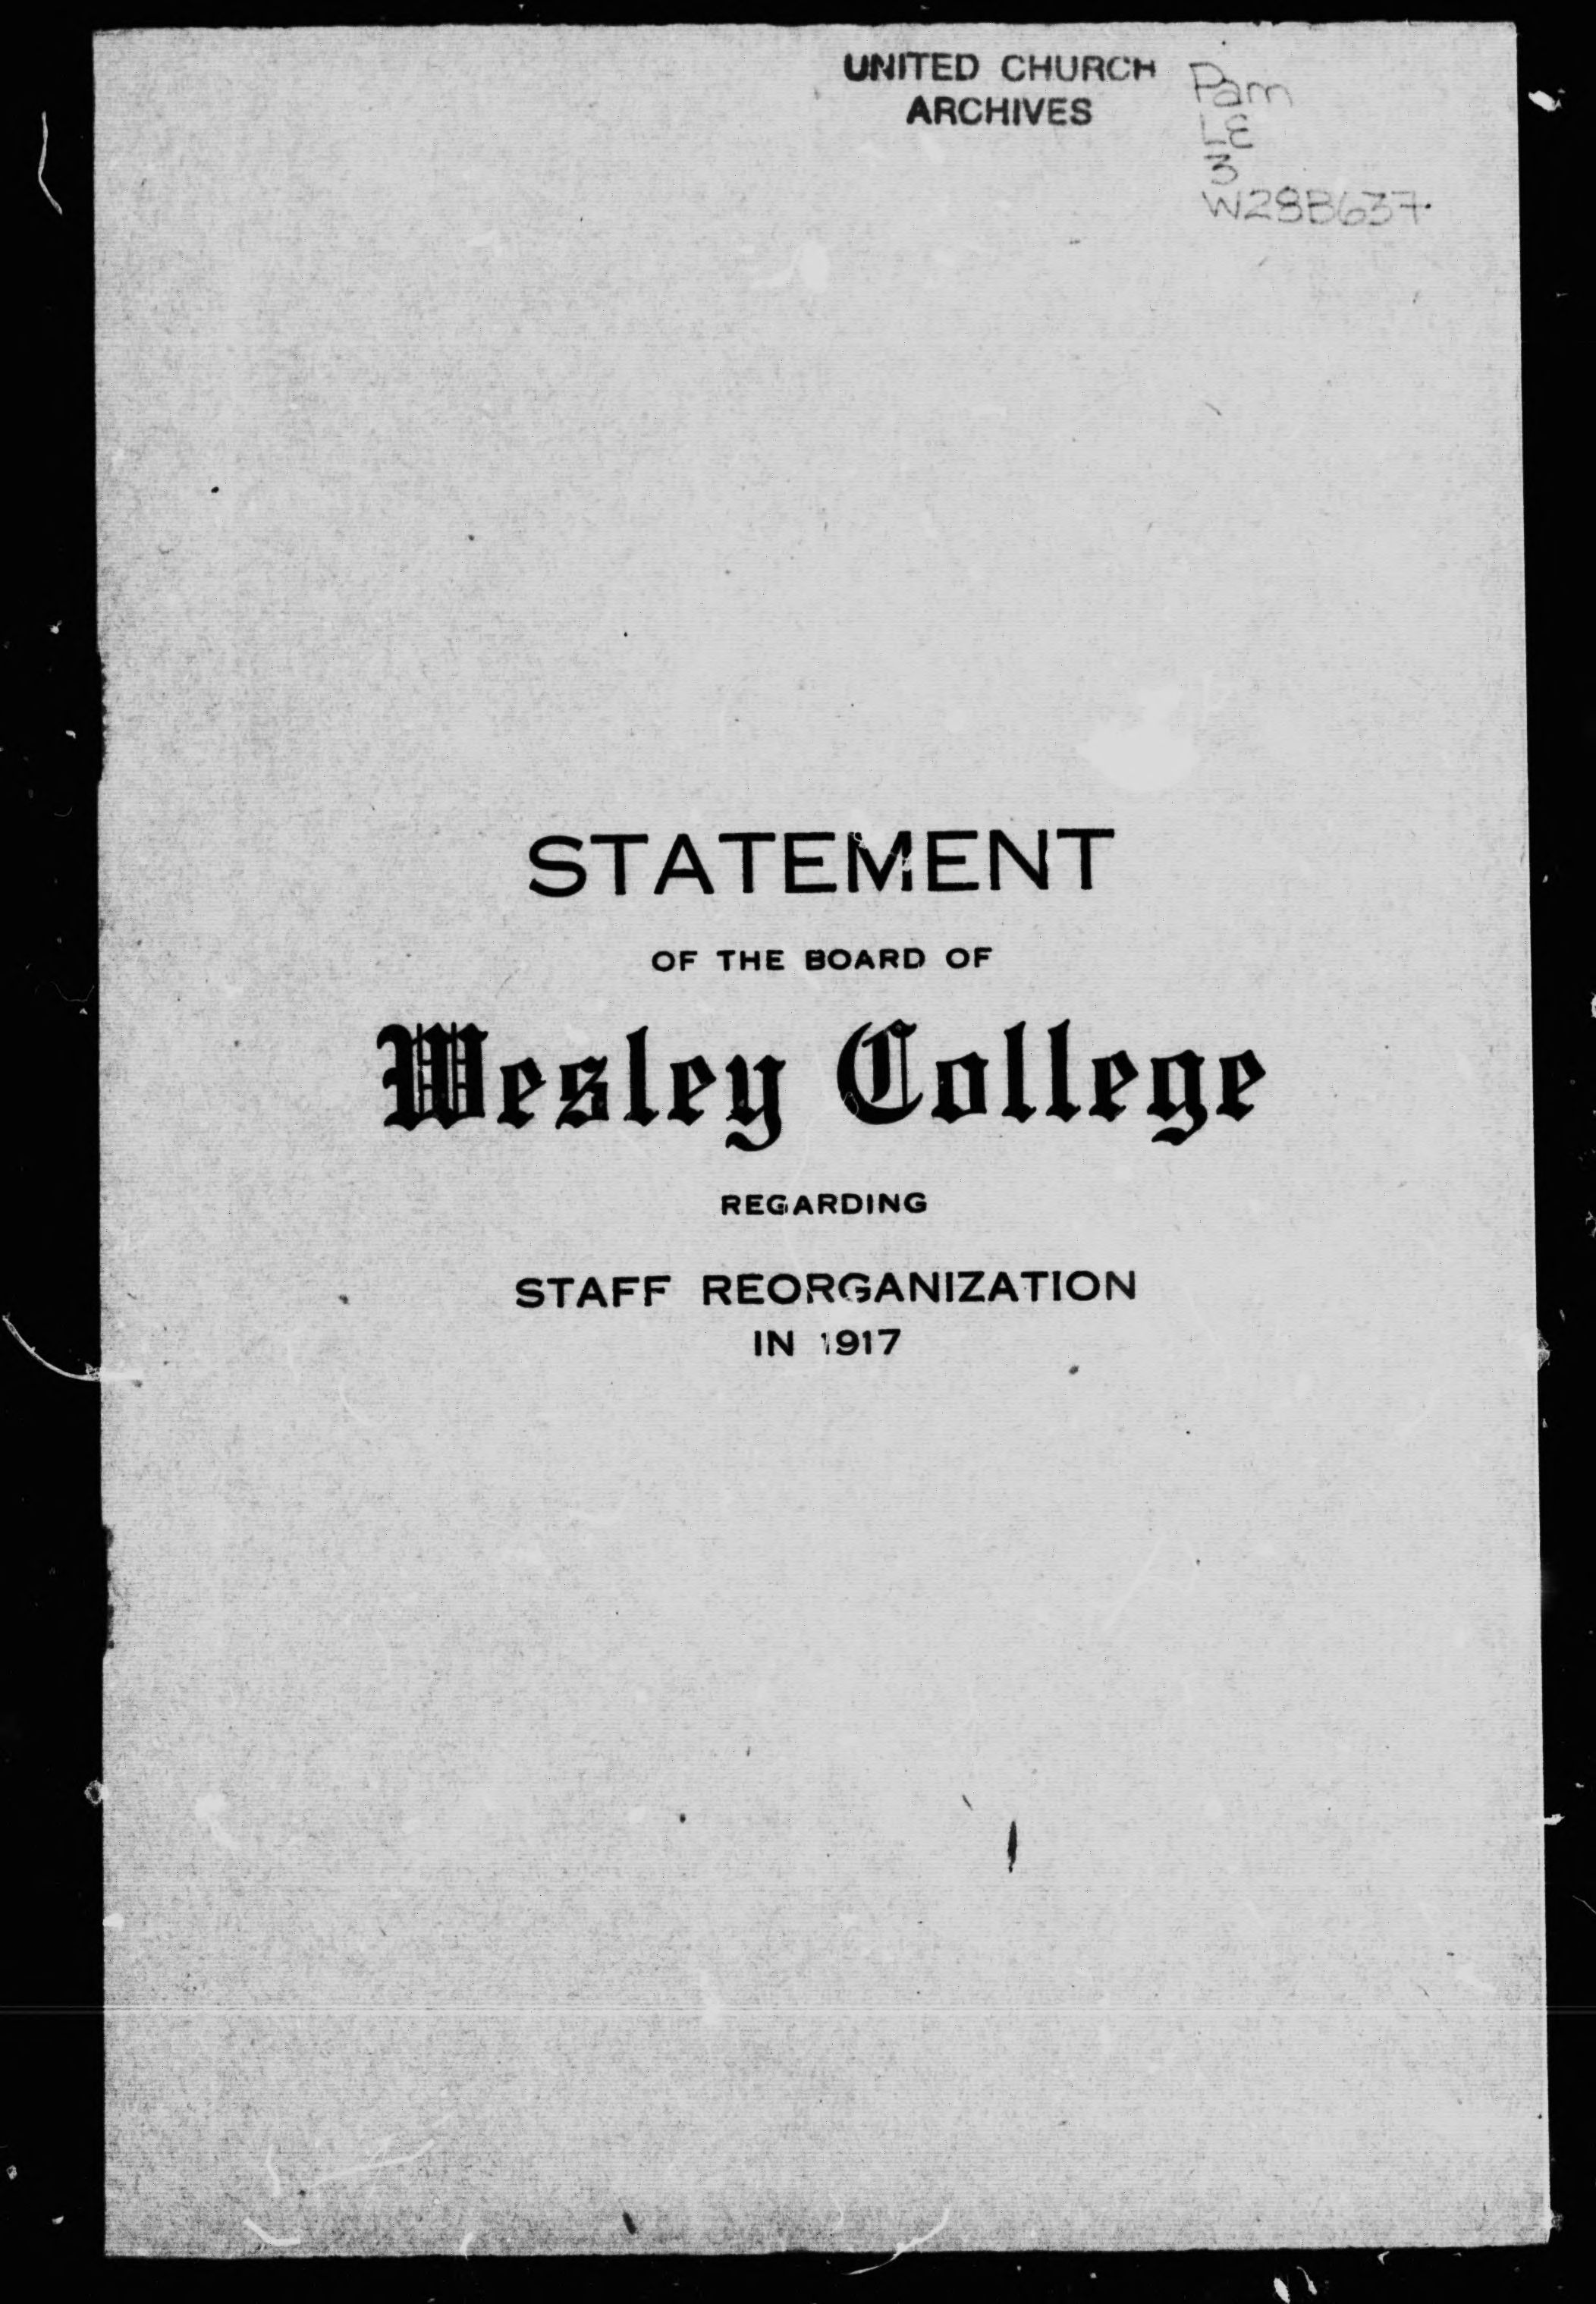 UNITED CHURCH
ARCHIVES
Pam
LE
3
W28B637
STATEMENT
OF THE BOARD OF
Wesley College
REGARDING
STAFF REORGANIZATION
IN 1917